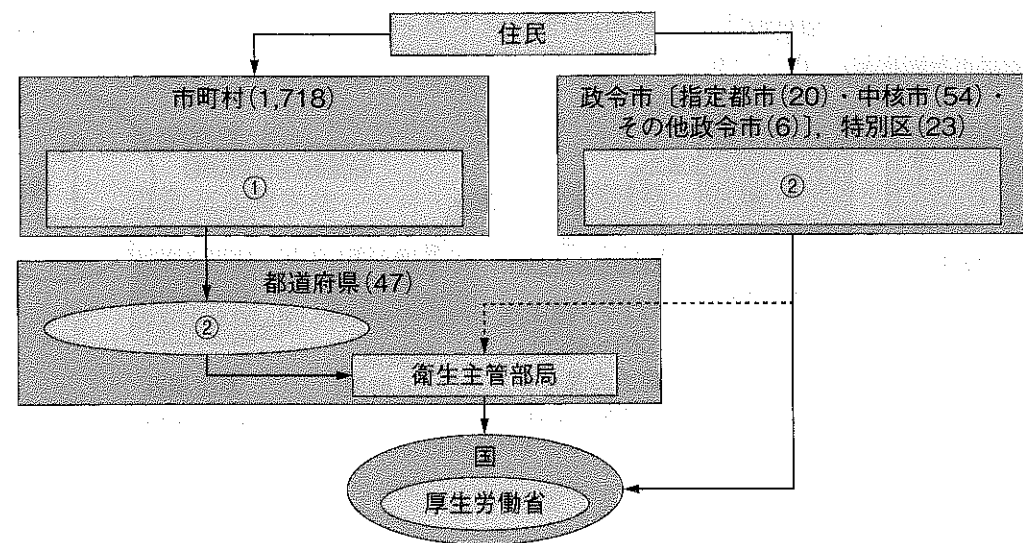 住民
市町村(1,718)
①
政令市〔指定都市(20)・中核市(54)・
その他政令市(6)〕,特別区(23)
②
都道府県(47)
②
衛生主管部局
国
厚生労働省